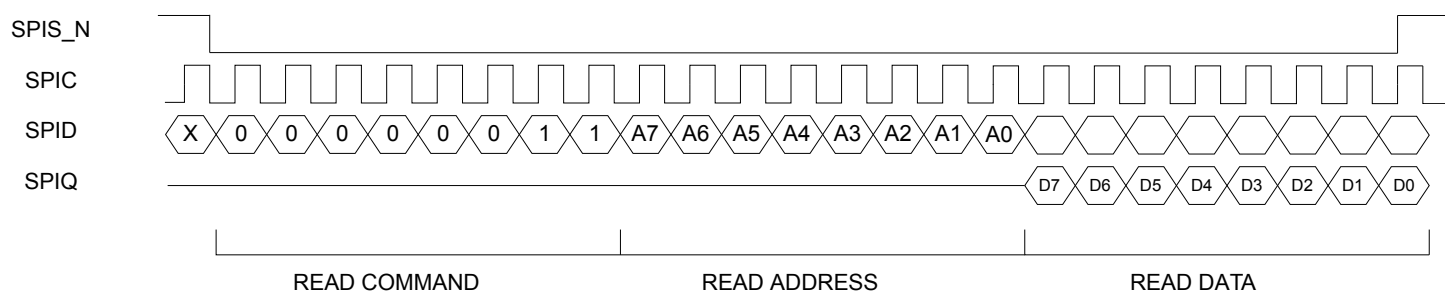 SPIS_N
SPIC
SPID X 0 0 0 0 0 0 1 1 A7 A6 A5 A4 A3 A2 A1 A0
SPIQ D7 D6 D5 D4 D3 D2 D1 D0
READ COMMAND READ ADDRESS READ DATA